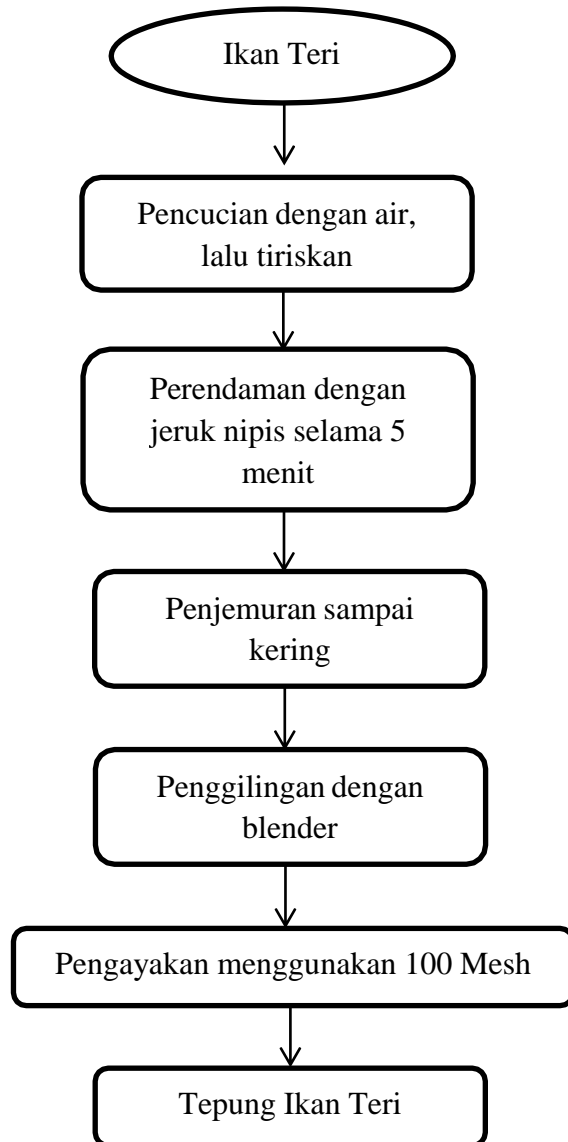 Ikan Teri
Pencucian dengan air,
lalu tiriskan
Perendaman dengan
jeruk nipis selama 5
menit
Penjemuran sampai
kering
Penggilingan dengan
blender
Pengayakan menggunakan 100 Mesh
Tepung Ikan Teri